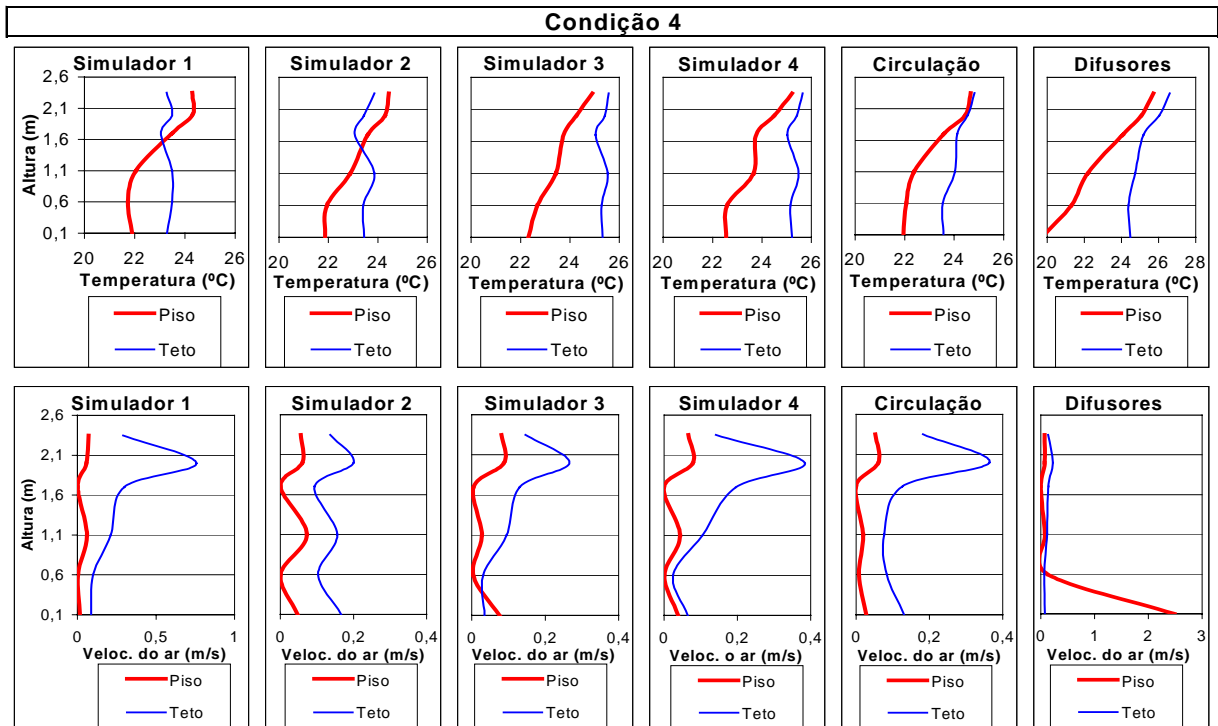 Condição 4
Simulador 1
Altura (m)
2,6
2,1
1,6
1,1
0,6
0,1
20 22 24 26
Temperatura (ºC)
Piso
Teto
Simulador 2
20 22 24 26
Temperatura (ºC)
Piso
Teto
Simulador 3
20 22 24 26
Temperatura (ºC)
Piso
Teto
Simulador 4
20 22 24 26
Temperatura (ºC)
Piso
Teto
Circulação
20 22 24 26
Temperatura (ºC)
Piso
Teto
Difusores
20 22 24 26 28
Temperatura (ºC)
Piso
Teto
Simulador 1
Altura (m)
2,6
2,1
1,6
1,1
0,6
0,1
0 0,5 1
Veloc. do ar (m/s)
Piso
Teto
Simulador 2
0 0,2 0,4
Veloc. do ar (m/s)
Piso
Teto
Simulador 3
0 0,2 0,4
Veloc. do ar (m/s)
Piso
Teto
Simulador 4
0 0,2 0,4
Veloc. o ar (m/s)
Piso
Teto
Circulação
0 0,2 0,4
Veloc. do ar (m/s)
Piso
Teto
Difusores
0 1 2 3
Veloc. do ar (m/s)
Piso
Teto